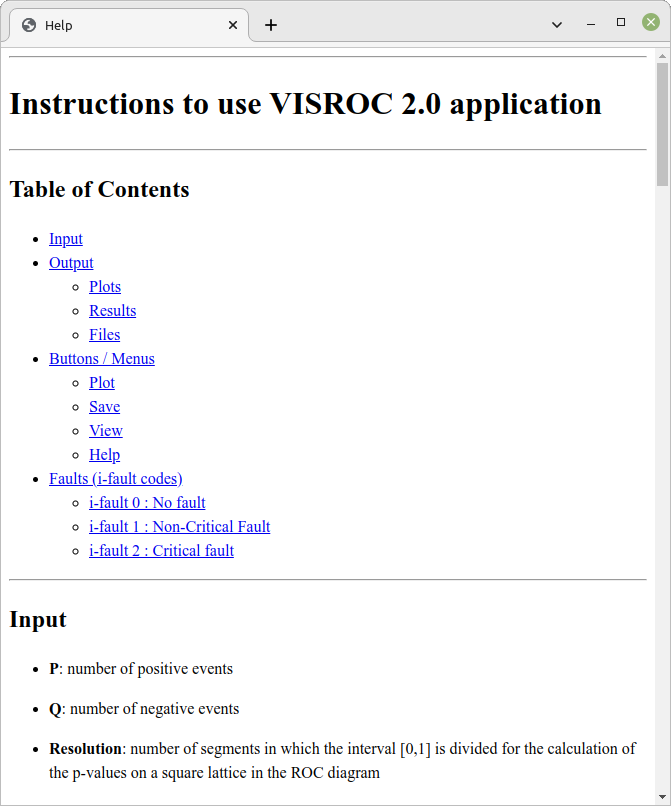 Help
Instructions to use VISROC 2.0 application
Table of Contents
Input
Output
Plots
Results
Files
Buttons / Menus
Plot
Save
View
Help
Faults (i-fault codes)
i-fault 0 : No fault
i-fault 1 : Non-Critical Fault
i-fault 2 : Critical fault
Input
P: number of positive events
Q: number of negative events
Resolution: number of segments in which the interval [0,1] is divided for the calculation of
the p-values on a square lattice in the ROC diagram